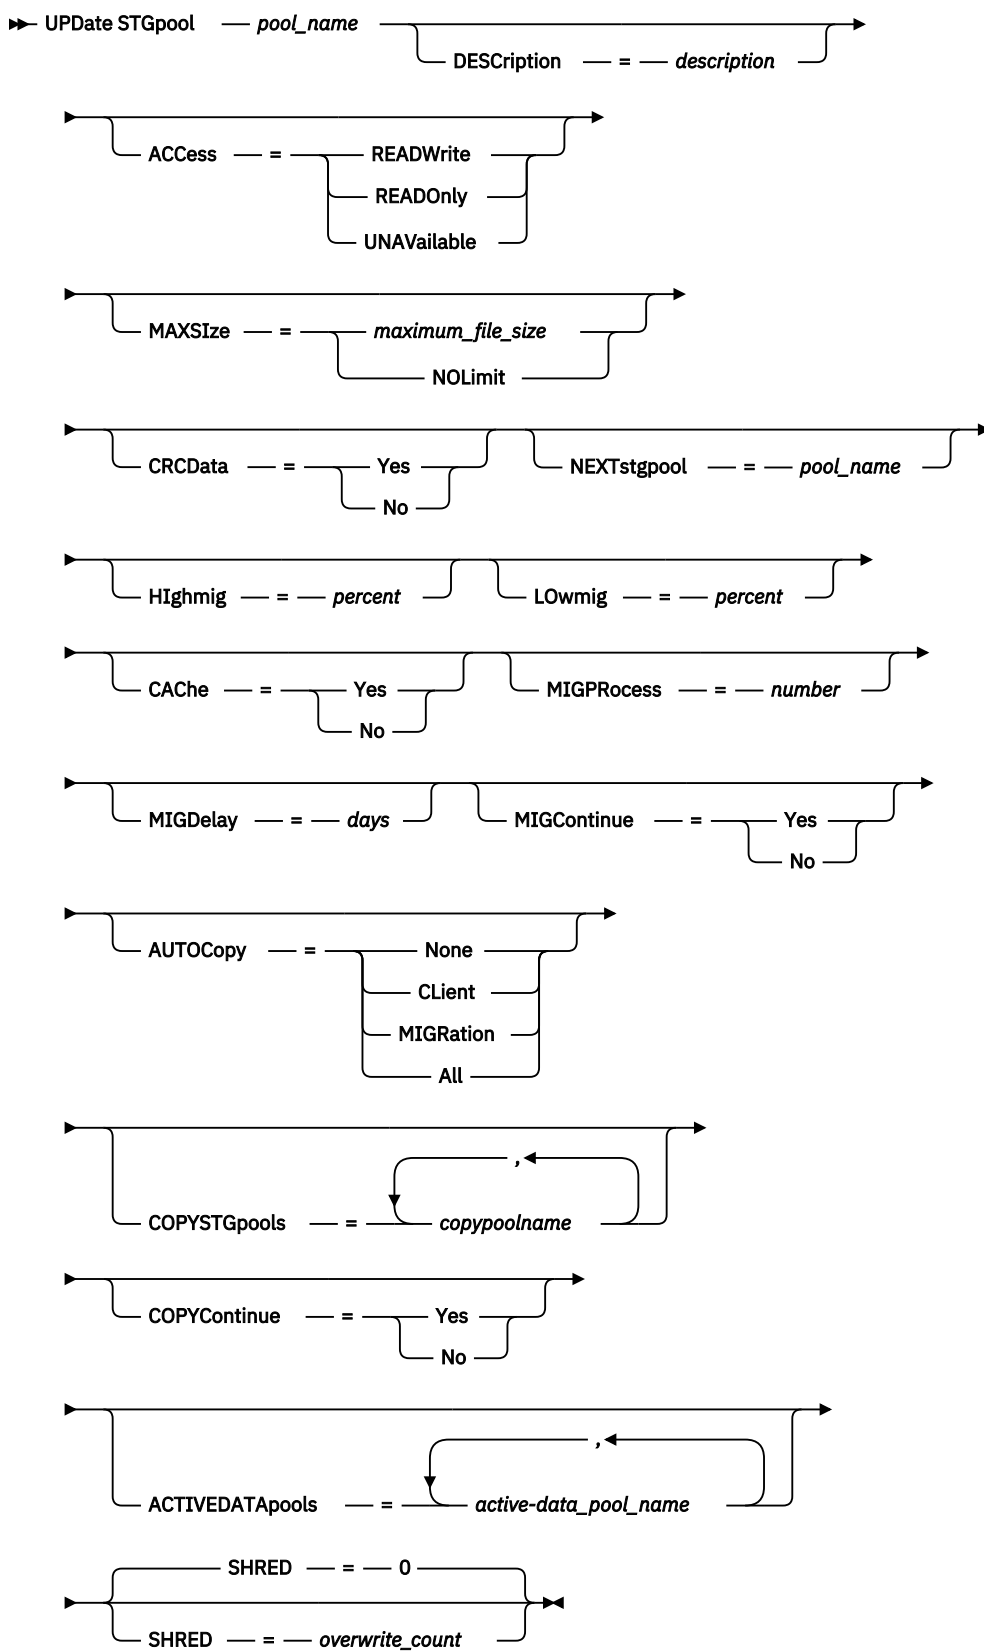 UPDate STGpool pool_name
DESCription = description
ACCess = READWrite
READOnly
UNAVailable
MAXSIze = maximum_file_size
NOLimit
CRCData = Yes
No
NEXTstgpool = pool_name
HIghmig = percent
LOwmig = percent
CAChe = Yes
No
MIGPRocess = number
MIGDelay = days
MIGContinue = Yes
No
AUTOCopy = None
CLient
MIGRation
All
,
COPYSTGpools = copypoolname
COPYContinue = Yes
No
,
ACTIVEDATApools = active-data_pool_name
SHRED = 0
SHRED = overwrite_count